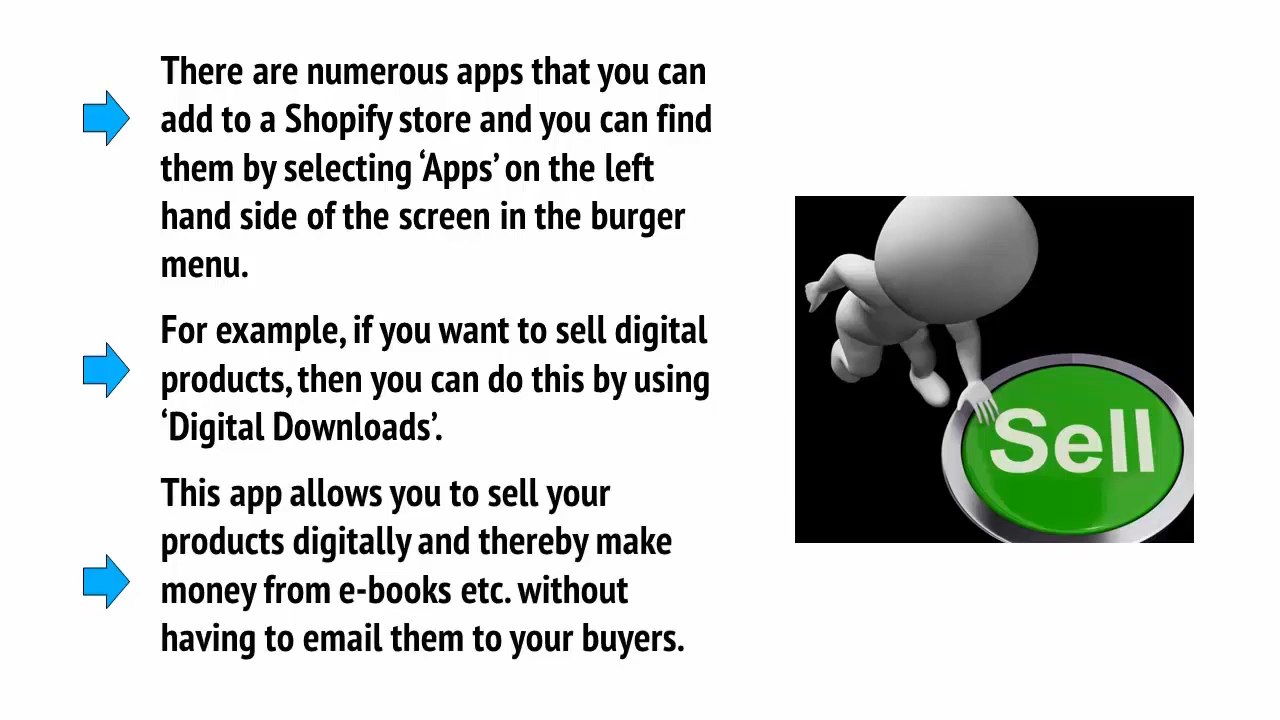 There are numerous apps that you can
add to a Shopify store and you can find
them by selecting ‘Apps’ on the left
hand side of the screen in the burger
menu.
For example, if you want to sell digital
products, then you can do this by using
‘Digital Downloads’.
This app allows you to sell your
products digitally and thereby make
money from e-books etc. without
having to email them to your buyers.
Sell